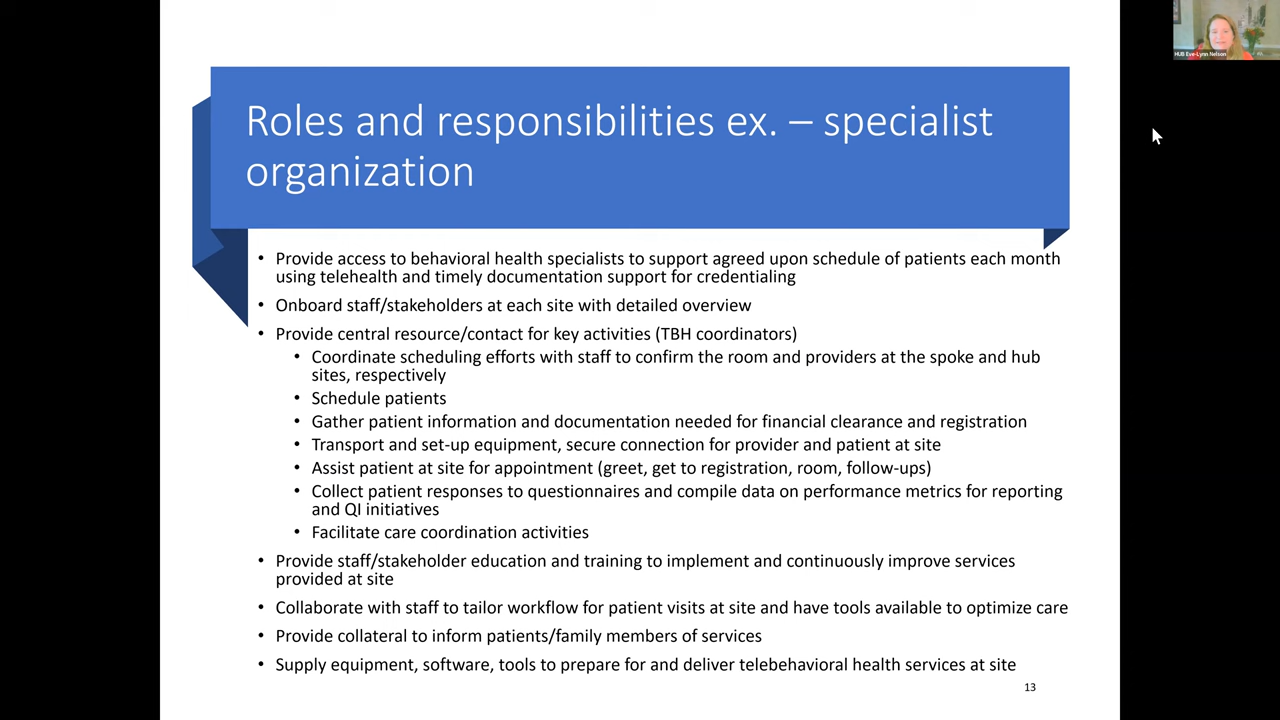 HUB Eve-Lynn Nelson
Roles and responsibilities ex. – specialist
organization
• Provide access to behavioral health specialists to support agreed upon schedule of patients each month
using telehealth and timely documentation support for credentialing
• Onboard staff/stakeholders at each site with detailed overview
• Provide central resource/contact for key activities (TBH coordinators)
• Coordinate scheduling efforts with staff to confirm the room and providers at the spoke and hub
sites, respectively
• Schedule patients
• Gather patient information and documentation needed for financial clearance and registration
• Transport and set-up equipment, secure connection for provider and patient at site
• Assist patient at site for appointment (greet, get to registration, room, follow-ups)
• Collect patient responses to questionnaires and compile data on performance metrics for reporting
and QI initiatives
• Facilitate care coordination activities
• Provide staff/stakeholder education and training to implement and continuously improve services
provided at site
• Collaborate with staff to tailor workflow for patient visits at site and have tools available to optimize care
• Provide collateral to inform patients/family members of services
• Supply equipment, software, tools to prepare for and deliver telebehavioral health services at site
13